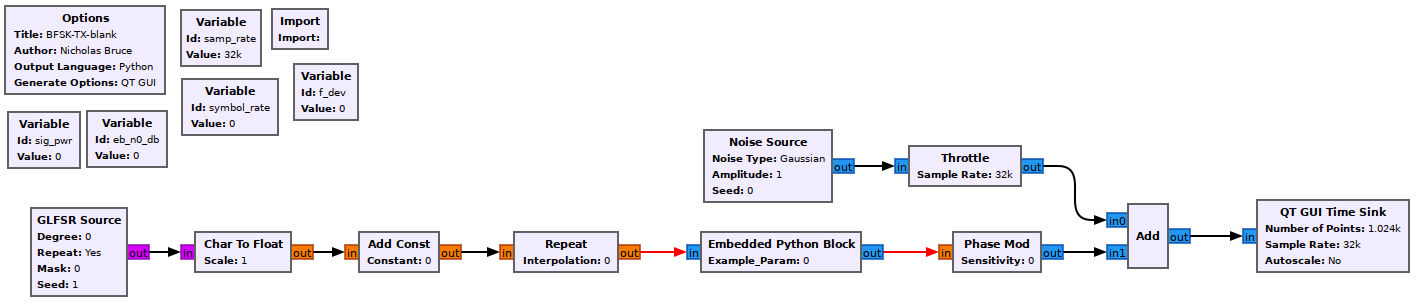 Options
Title: BFSK-TX-blank
Author: Nicholas Bruce
Output Language: Python
Generate Options: QT GUI
Variable
Id: samp_rate
Value: 32k
Import
Import:
Variable
Id: f_dev
Value: 0
Variable
Id: symbol_rate
Value: 0
Variable
Id: sig_pwr
Value: 0
Variable
Id: eb_n0_db
Value: 0
Noise Source
Noise Type: Gaussian
Amplitude: 1
Seed: 0
out
in
Throttle
Sample Rate: 32k
out
GLFSR Source
Degree: 0
Repeat: Yes
Mask: 0
Seed: 1
out
in
Char To Float
Scale: 1
out
in
Add Const
Constant: 0
out
in
Repeat
Interpolation: 0
out
in
Embedded Python Block
Example_Param: 0
out
in
Phase Mod
Sensitivity: 0
out
in0
in1
Add
out
in
QT GUI Time Sink
Number of Points: 1.024k
Sample Rate: 32k
Autoscale: No